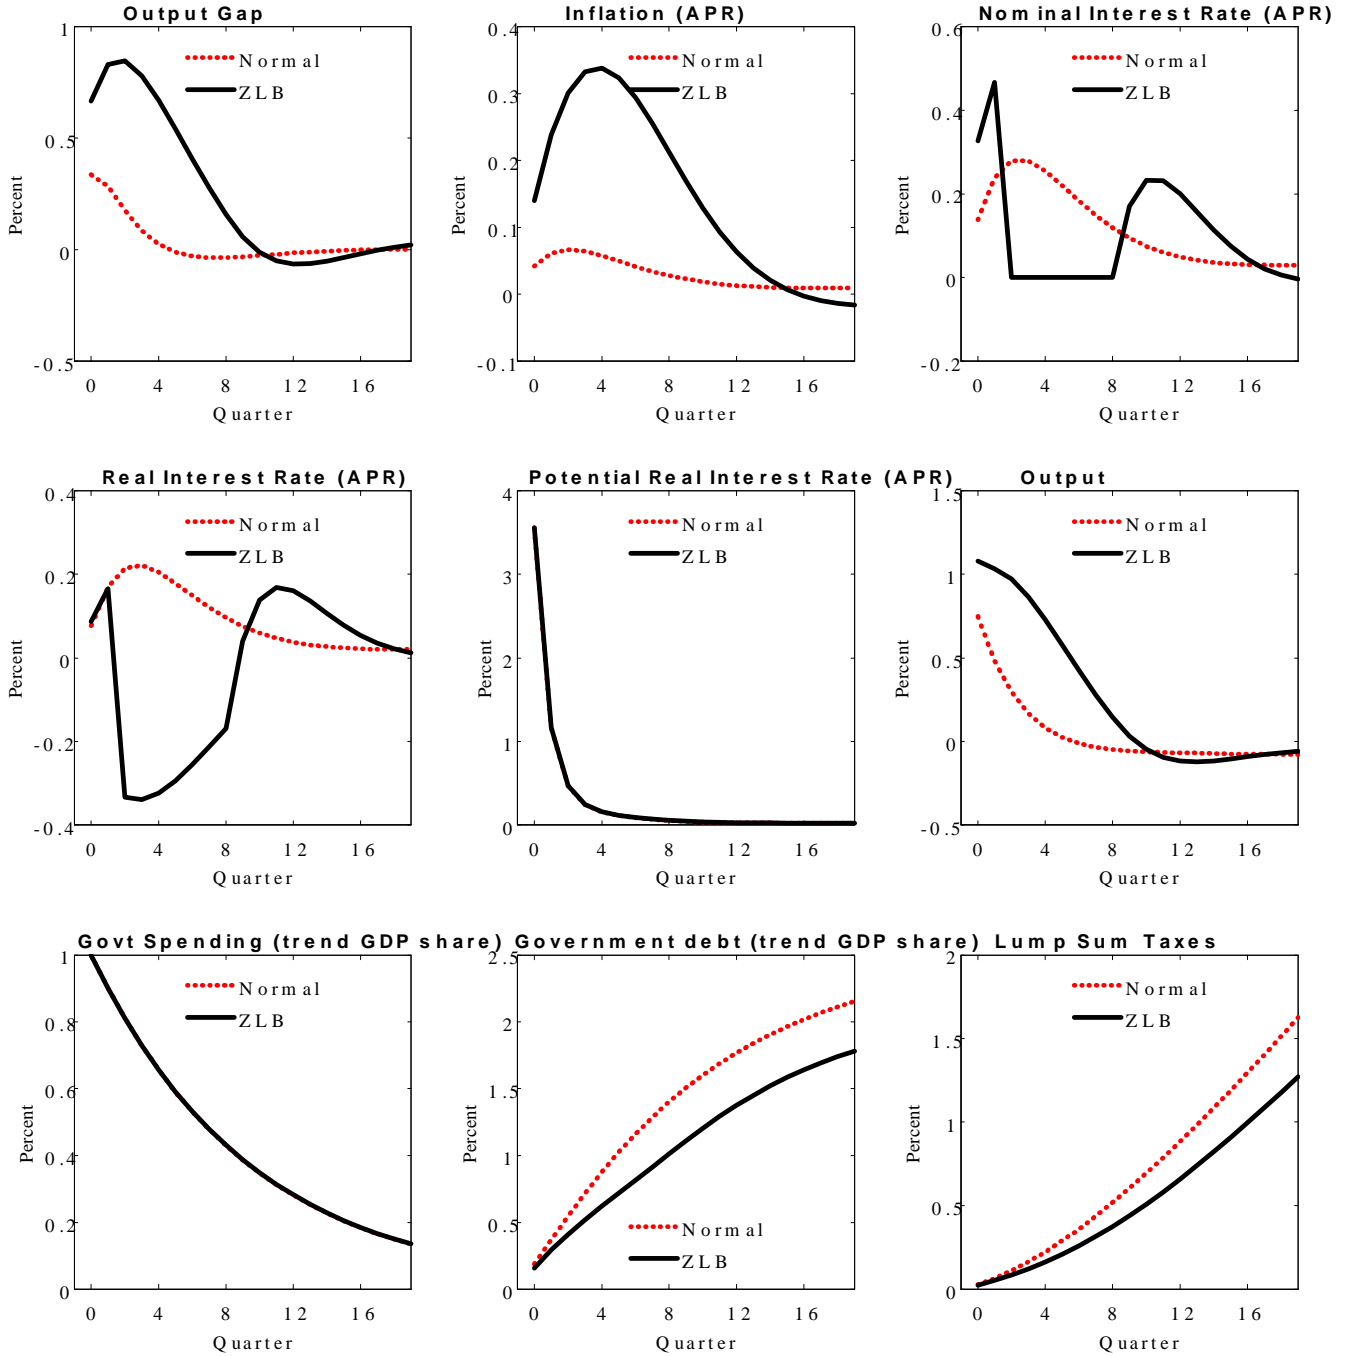 Output Gap
1
0.5
0
-0.5
0 4 8 12 16
Percent
Quarter
Normal
ZLB
Inflation (APR)
0.4
0.3
0.2
0.1
0
-0.1
0 4 8 12 16
Percent
Quarter
Normal
ZLB
Nominal Interest Rate (APR)
0.6
0.4
0.2
0
-0.2
0 4 8 12 16
Percent
Quarter
Normal
ZLB
Real Interest Rate (APR)
0.4
0.2
0
-0.2
-0.4
0 4 8 12 16
Percent
Quarter
Normal
ZLB
Potential Real Interest Rate (APR)
4
3
2
1
0
0 4 8 12 16
Percent
Quarter
Normal
ZLB
Output
1.5
1
0.5
0
-0.5
0 4 8 12 16
Percent
Quarter
Normal
ZLB
Govt Spending (trend GDP share)
1
0.8
0.6
0.4
0.2
0
0 4 8 12 16
Percent
Quarter
Normal
ZLB
Government debt (trend GDP share)
2.5
2
1.5
1
0.5
0
0 4 8 12 16
Percent
Quarter
Normal
ZLB
Lump Sum Taxes
2
1.5
1
0.5
0
0 4 8 12 16
Percent
Quarter
Normal
ZLB